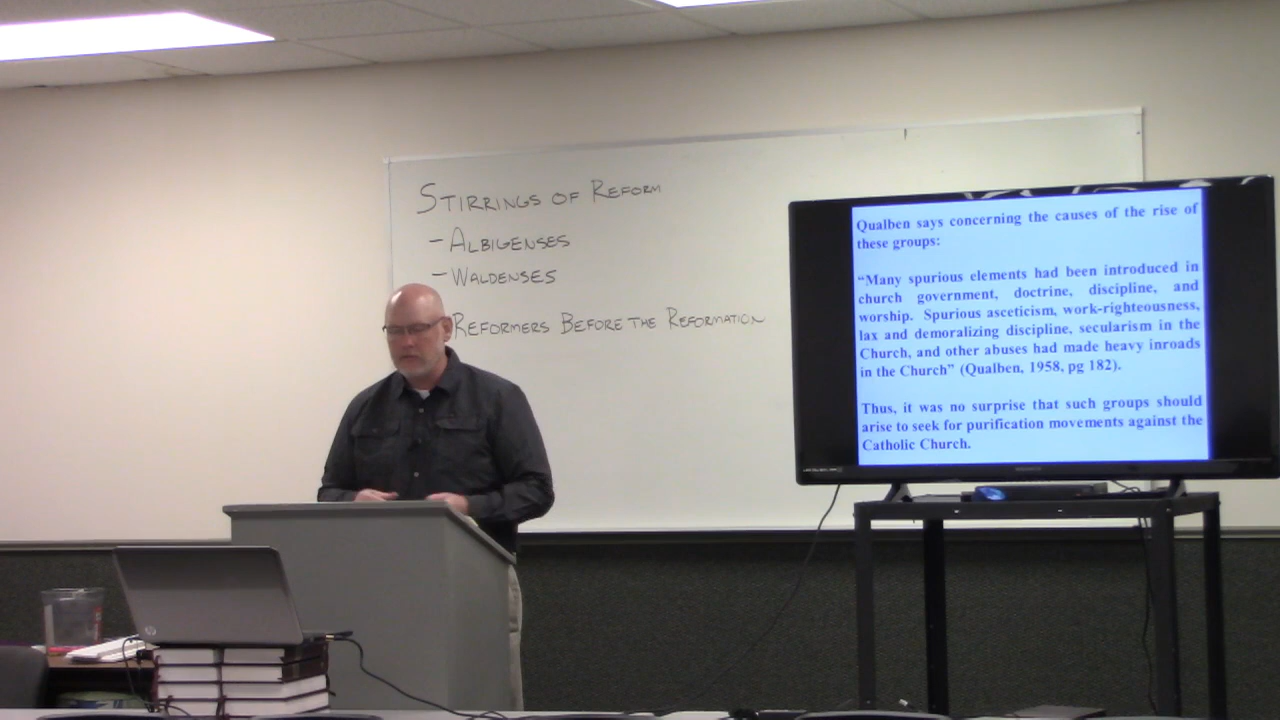 STIRRINGS OF REFORM
- ALBIGENSES
- WALDENSES
REFORMERS BEFORE THE REFORMATION
Qualben says concerning the causes of the rise of
these groups:
“Many spurious elements had been introduced in
church government, doctrine, discipline, and
worship. Spurious asceticism, work-righteousness,
lax and demoralizing discipline, secularism in the
Church, and other abuses had made heavy inroads
in the Church” (Qualben, 1958, pg 182).
Thus, it was no surprise that such groups should
arise to seek for purification movements against the
Catholic Church.
hp